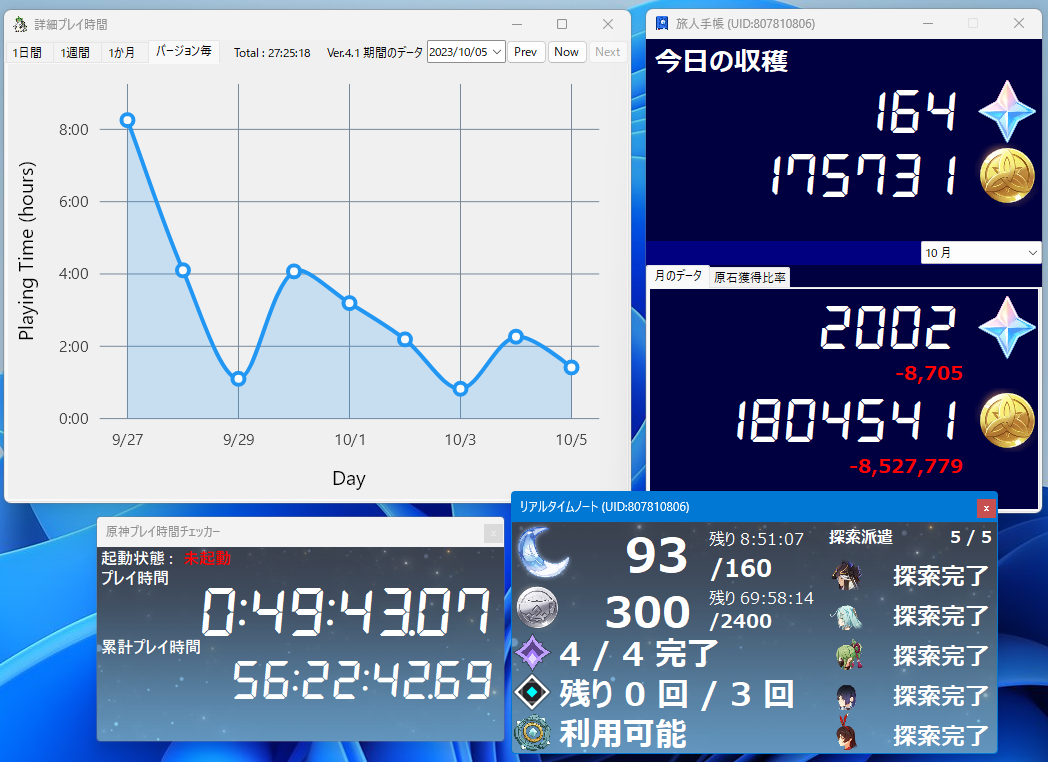 詳細プレイ時間
1日間 1週間 1か月 バージョン毎 Total : 27:25:18 Ver.4.1 期間のデータ 2023/10/05 Prev Now Next
Playing Time (hours)
8:00
6:00
4:00
2:00
0:00
9/27 9/29 10/1 10/3 10/5
Day
旅人手帳 (UID:807810806)
今日の収穫
164
175731
10 月
月のデータ 原石獲得比率
2002
-8,705
1804541
-8,527,779
原神プレイ時間チェッカー x
起動状態 : 未起動
プレイ時間
0:49:43.07
累計プレイ時間
56:22:42.69
リアルタイムノート (UID:807810806) x
93 /160 残り 8:51:07
300 /2400 残り 69:58:14
4 / 4 完了
残り 0 回 / 3 回
利用可能
探索派遣 5 / 5
探索完了
探索完了
探索完了
探索完了
探索完了